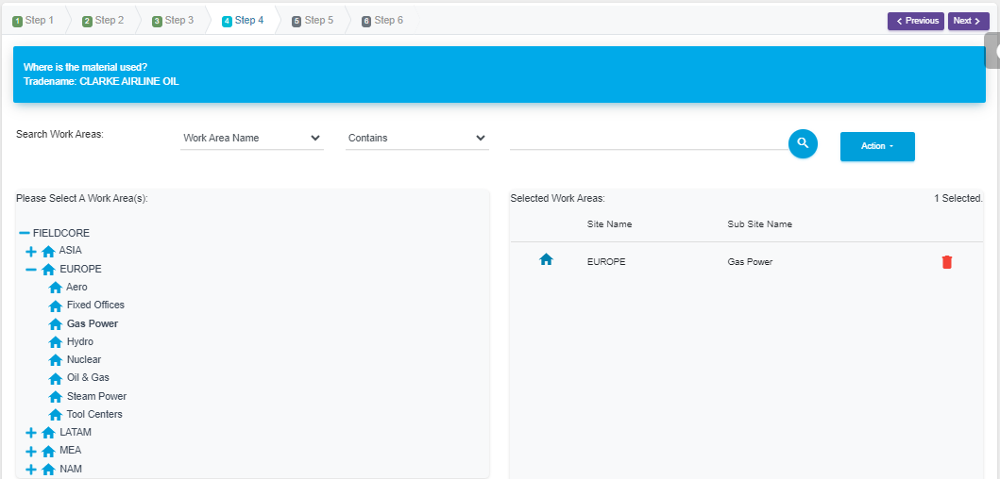 1 Step 1 2 Step 2 3 Step 3 4 Step 4 5 Step 5 6 Step 6 Previous Next
Where is the material used?
Tradename: CLARKE AIRLINE OIL
Search Work Areas: Work Area Name Contains Action
Please Select A Work Area(s):
FIELDCORE
ASIA
EUROPE
Aero
Fixed Offices
Gas Power
Hydro
Nuclear
Oil & Gas
Steam Power
Tool Centers
LATAM
MEA
NAM
Selected Work Areas: 1 Selected.
Site Name Sub Site Name
EUROPE Gas Power